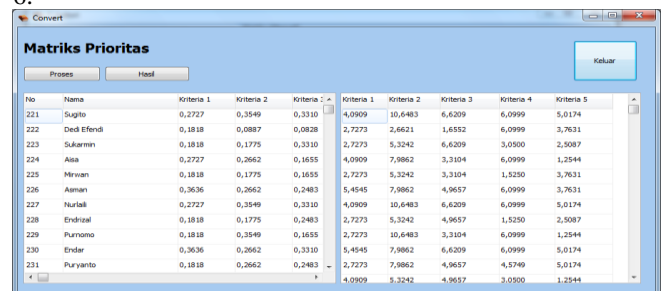 Convert
Matriks Prioritas
Keluar
Proses Hasil
No Nama Kriteria 1 Kriteria 2 Kriteria Kriteria 1 Kriteria 2 Kriteria 3 Kriteria 4 Kriteria 5
221 Sugito 0,2727 0,3549 0,3310 4,0909 10,6483 6,6209 6,0999 5,0174
222 Dedi Efendi 0,1818 0,0887 0,0828 2,7273 2,6621 1,6552 6,0999 3,7631
223 Sukarmin 0,1818 0,1775 0,3310 2,7273 5,3242 6,6209 3,0500 2,5087
224 Aisa 0,2727 0,2662 0,1655 4,0909 7,9862 3,3104 6,0999 1,2544
225 Mirwan 0,1818 0,1775 0,1655 2,7273 5,3242 3,3104 1,5250 3,7631
226 Asman 0,3636 0,2662 0,2483 5,4545 7,9862 4,9657 6,0999 3,7631
227 Nurlaili 0,2727 0,3549 0,3310 4,0909 10,6483 6,6209 6,0999 5,0174
228 Endrizal 0,1818 0,1775 0,2483 2,7273 5,3242 4,9657 1,5250 2,5087
229 Purnomo 0,1818 0,3549 0,1655 2,7273 10,6483 3,3104 6,0999 1,2544
230 Endar 0,3636 0,2662 0,3310 5,4545 7,9862 6,6209 6,0999 5,0174
231 Puryanto 0,1818 0,2662 0,2483 2,7273 7,9862 4,9657 4,5749 5,0174
4,0909 5,3242 4,9657 3,0500 1,2544